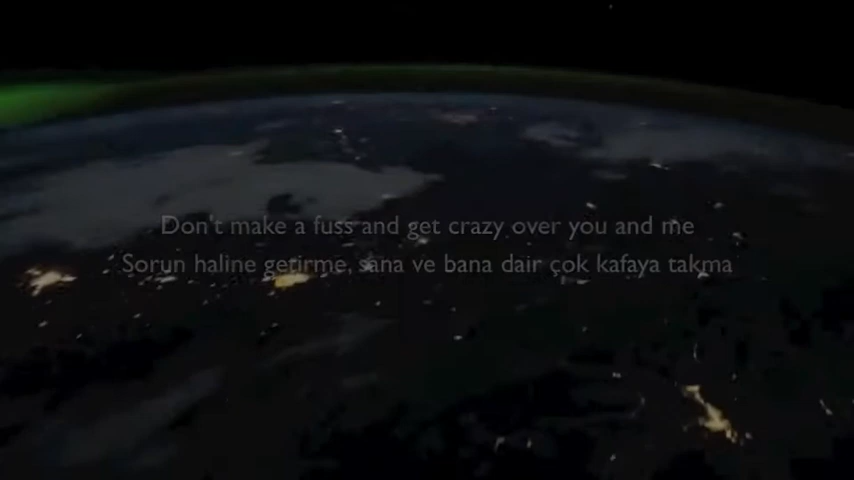 Don't make a fuss and get crazy over you and me
Sorun haline getirme, sana ve bana dair çok kafaya takma